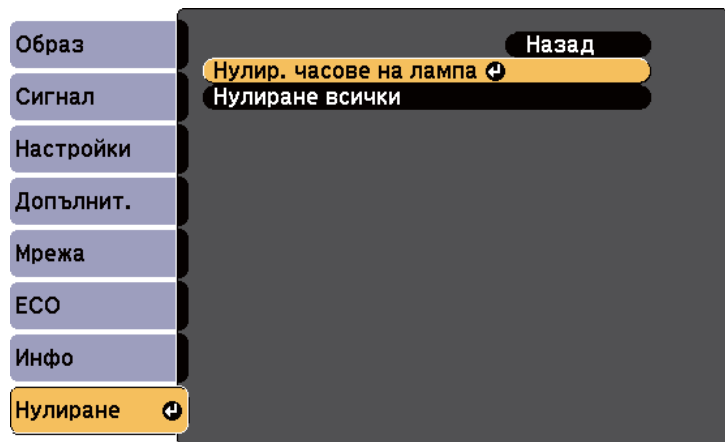 Образ
Сигнал
Настройки
Допълнит.
Мрежа
ECO
Инфо
Нулиране
Назад
Нулир. часове на лампа
Нулиране всички